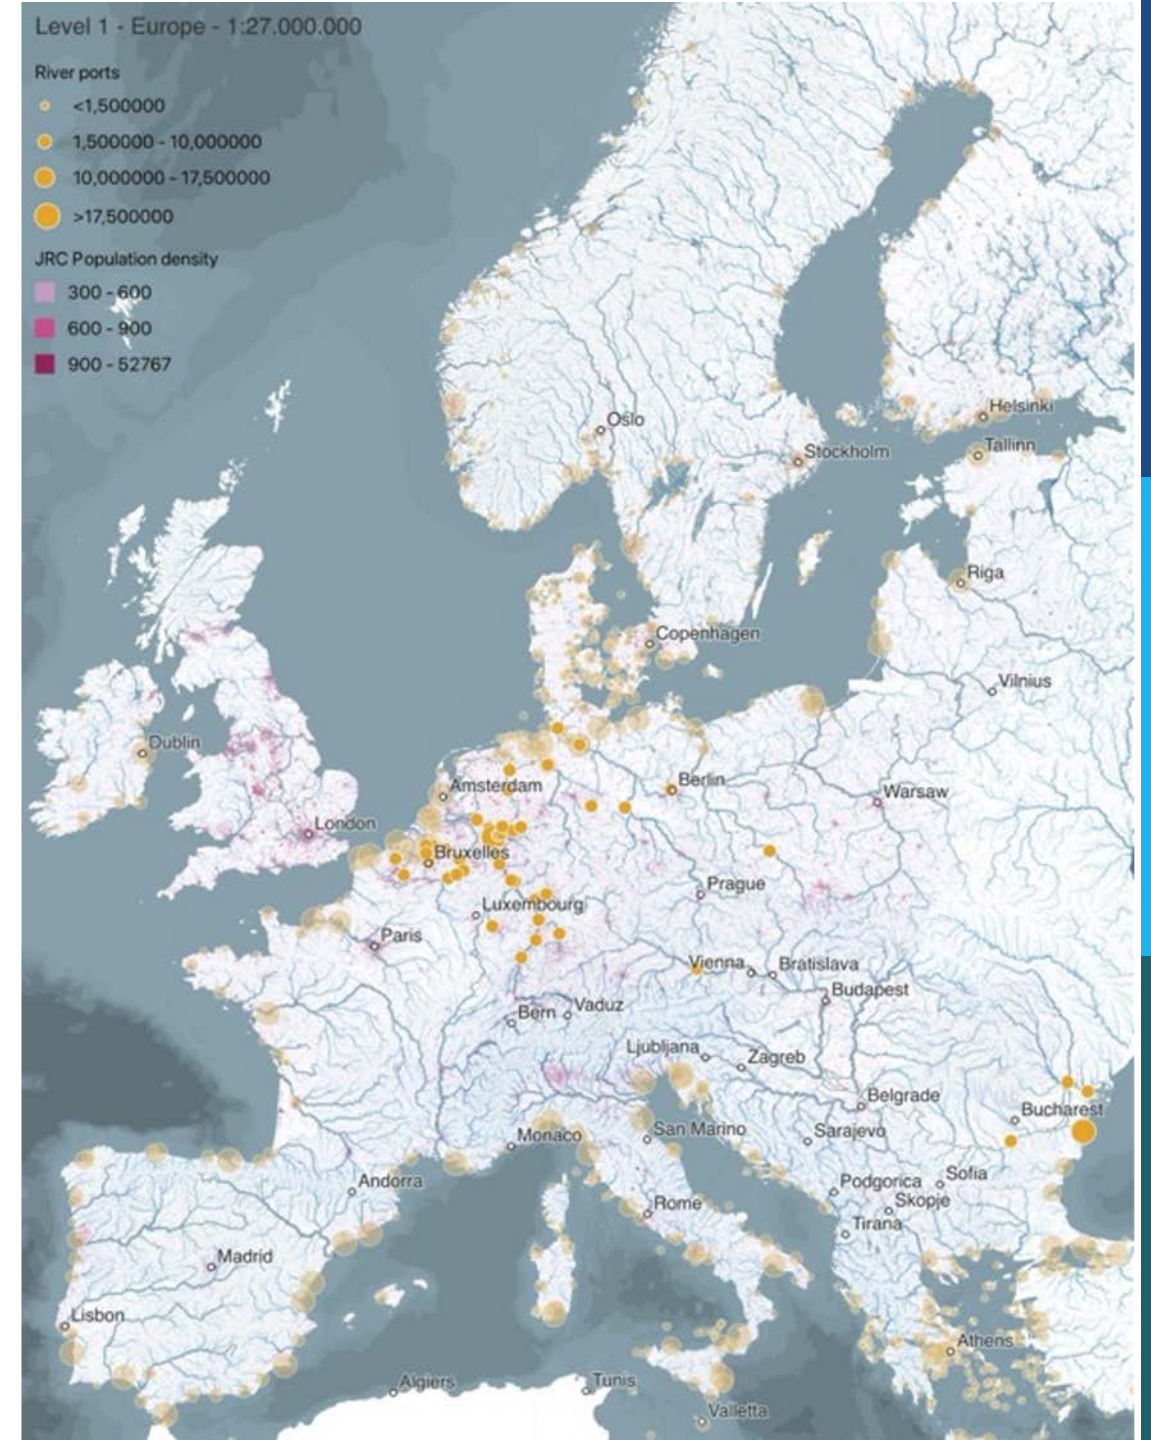 Level 1 - Europe - 1:27.000.000
River ports
<1,500000
1,500000 - 10,000000
10,000000 - 17,500000
>17,500000
JRC Population density
300 - 600
600 - 900
900 - 52767
Oslo
Helsinki
Stockholm
Tallinn
Riga
Copenhagen
Vilnius
Dublin
Amsterdam
Berlin
Warsaw
London
Bruxelles
Prague
Luxembourg
Paris
Vienna
Bratislava
Budapest
Bern
Vaduz
Ljubljana
Zagreb
Belgrade
Bucharest
Monaco
San Marino
Sarajevo
Andorra
Podgorica
Sofia
Skopje
Rome
Tirana
Madrid
Lisbon
Athens
Algiers
Tunis
Valletta